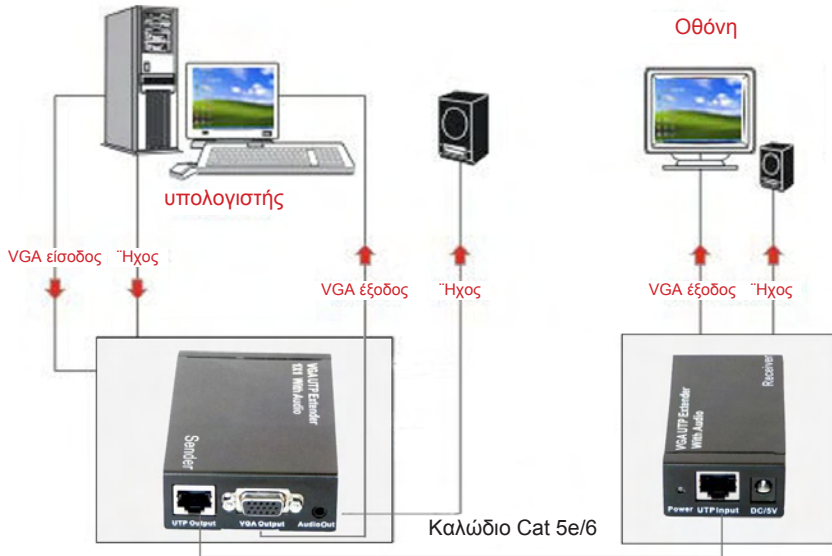 Οθόνη
υπολογιστής
VGA είσοδος
¨Ηχος
VGA έξοδος
¨Ηχος
VGA έξοδος
¨Ηχος
VGA UTP Extender
1X1 With Audio
Sender
UTP Output
VGA Output
AudioOut
Καλώδιο Cat 5e/6
VGA UTP Extender
With Audio
Receiver
Power
UTP Input
DC/5V